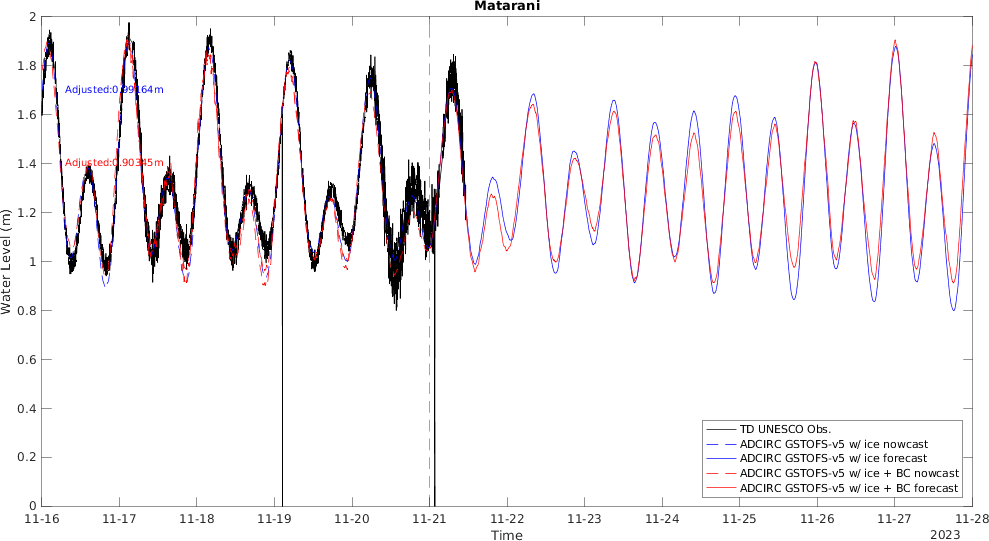 Matarani
Water Level (m)
2
1.8
1.6
1.4
1.2
1
0.8
0.6
0.4
0.2
0
Adjusted:0.99164m
Adjusted:0.90345m
TD UNESCO Obs.
ADCIRC GSTOFS-v5 w/ ice nowcast
ADCIRC GSTOFS-v5 w/ ice forecast
ADCIRC GSTOFS-v5 w/ ice + BC nowcast
ADCIRC GSTOFS-v5 w/ ice + BC forecast
11-16 11-17 11-18 11-19 11-20 11-21 11-22 11-23 11-24 11-25 11-26 11-27 11-28
Time
2023